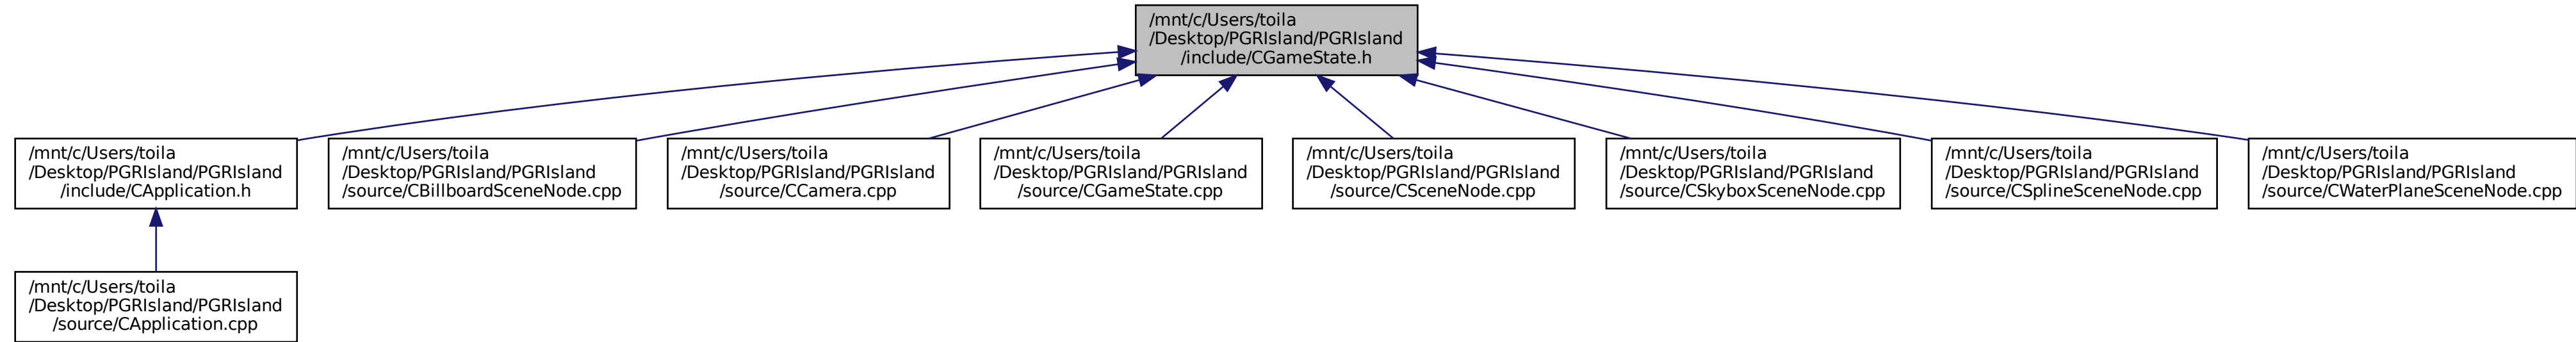 /mnt/c/Users/toila
/Desktop/PGRIsland/PGRIsland
/include/CGameState.h
/mnt/c/Users/toila
/Desktop/PGRIsland/PGRIsland
/include/CApplication.h
/mnt/c/Users/toila
/Desktop/PGRIsland/PGRIsland
/source/CBillboardSceneNode.cpp
/mnt/c/Users/toila
/Desktop/PGRIsland/PGRIsland
/source/CCamera.cpp
/mnt/c/Users/toila
/Desktop/PGRIsland/PGRIsland
/source/CGameState.cpp
/mnt/c/Users/toila
/Desktop/PGRIsland/PGRIsland
/source/CSceneNode.cpp
/mnt/c/Users/toila
/Desktop/PGRIsland/PGRIsland
/source/CSkyboxSceneNode.cpp
/mnt/c/Users/toila
/Desktop/PGRIsland/PGRIsland
/source/CSplineSceneNode.cpp
/mnt/c/Users/toila
/Desktop/PGRIsland/PGRIsland
/source/CWaterPlaneSceneNode.cpp
/mnt/c/Users/toila
/Desktop/PGRIsland/PGRIsland
/source/CApplication.cpp